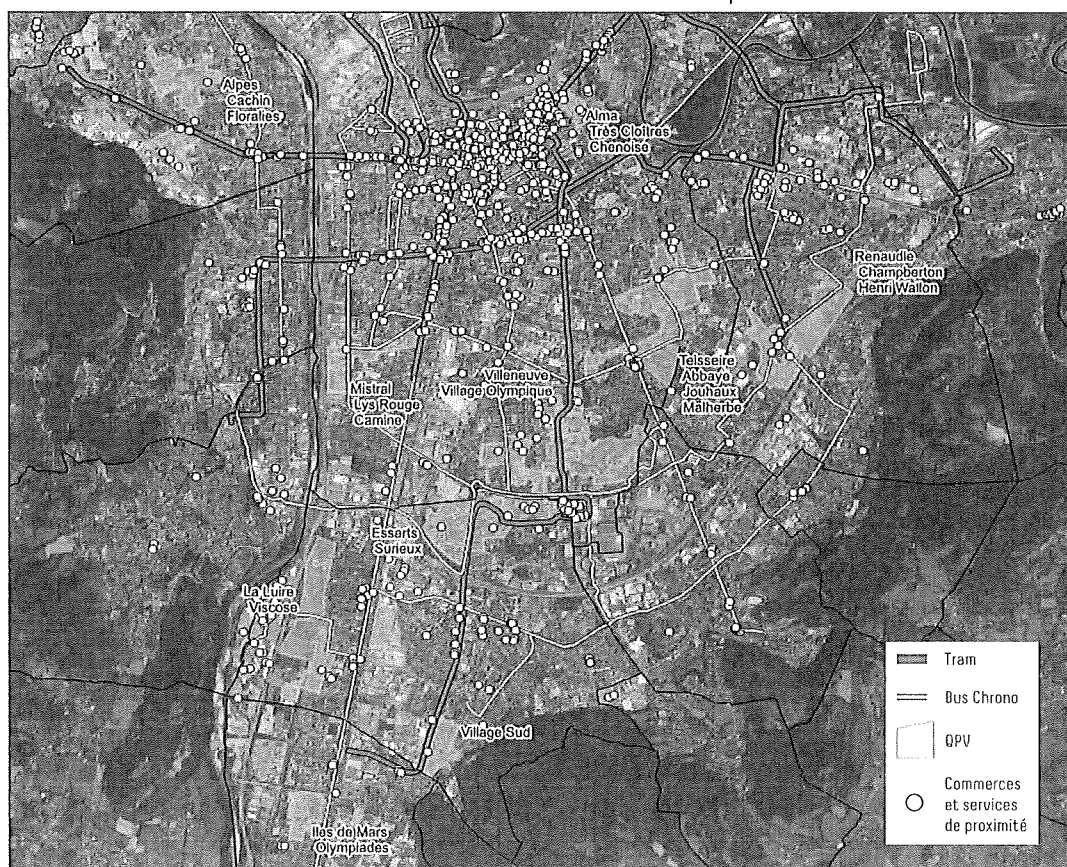 Alpes
Cachin
Floralies
Alma
Très Cloîtres
Chenoise
Renaudie
Champberton
Henri Wallon
Mistral
Lys Rouge
Camine
Villeneuve
Village Olympique
Teisseire
Abbaye
Jouhaux
Malherbe
Essarts
Surieux
La Luire
Viscose
Village Sud
Iles de Mars
Olympiades
Tram
Bus Chrono
QPV
Commerces
et services
de proximité